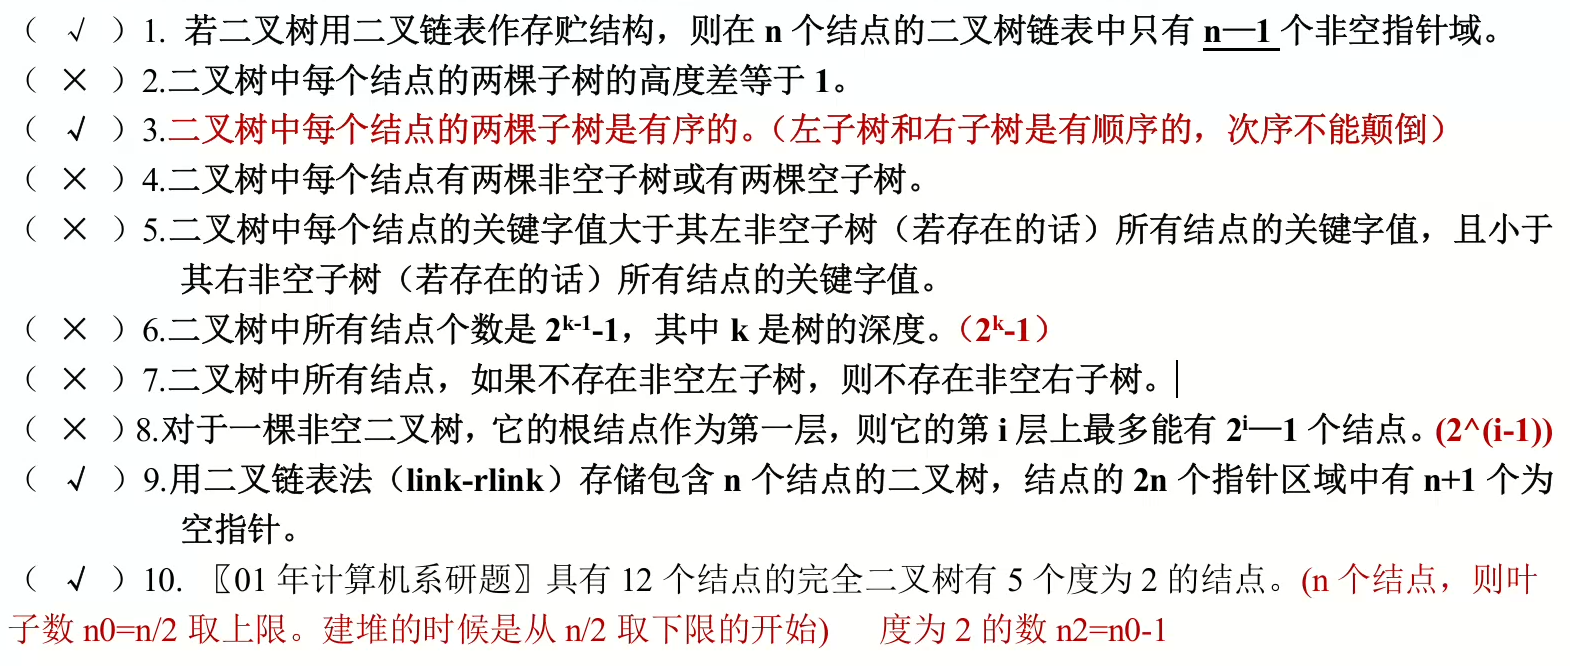 （ √ ）1. 若二叉树用二叉链表作存贮结构，则在 n 个结点的二叉树链表中只有 n—1 个非空指针域。
（ × ）2.二叉树中每个结点的两棵子树的高度差等于 1。
（ √ ）3.二叉树中每个结点的两棵子树是有序的。（左子树和右子树是有顺序的，次序不能颠倒）
（ × ）4.二叉树中每个结点有两棵非空子树或有两棵空子树。
（ × ）5.二叉树中每个结点的关键字值大于其左非空子树（若存在的话）所有结点的关键字值，且小于
其右非空子树（若存在的话）所有结点的关键字值。
（ × ）6.二叉树中所有结点个数是 2^k-1-1，其中 k 是树的深度。（2^k-1）
（ × ）7.二叉树中所有结点，如果不存在非空左子树，则不存在非空右子树。
（ × ）8.对于一棵非空二叉树，它的根结点作为第一层，则它的第 i 层上最多能有 2^i—1 个结点。(2^(i-1))
（ √ ）9.用二叉链表法（link-rlink）存储包含 n 个结点的二叉树，结点的 2n 个指针区域中有 n+1 个为
空指针。
（ √ ）10. 〖01 年计算机系研题〗具有 12 个结点的完全二叉树有 5 个度为 2 的结点。(n 个结点，则叶
子数 n0=n/2 取上限。建堆的时候是从 n/2 取下限的开始) 度为 2 的数 n2=n0-1